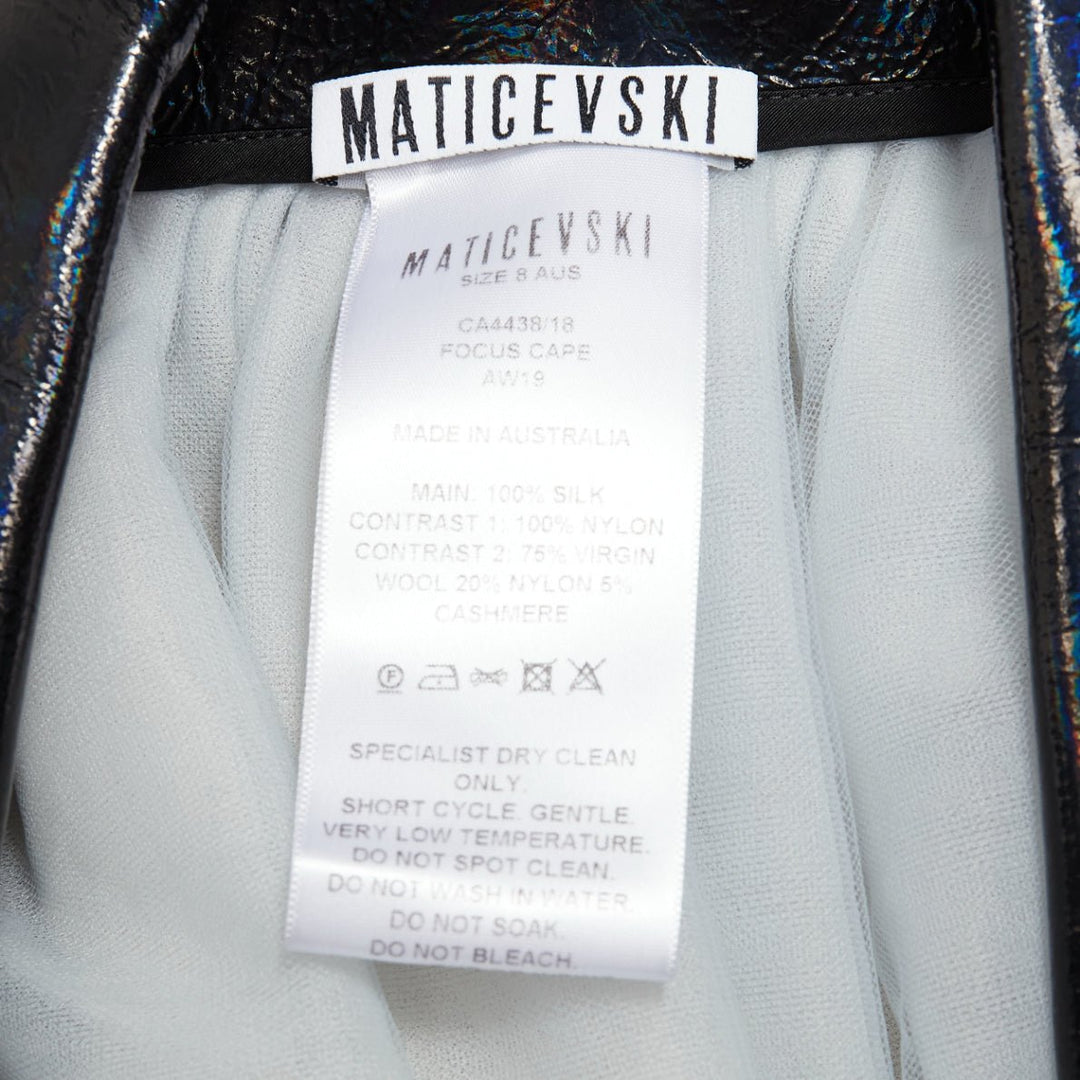 MATICEVSKI
MATICEVSKI
SIZE 8 AUS
CA4438/18
FOCUS CAPE
AW19
MADE IN AUSTRALIA
MAIN: 100% SILK
CONTRAST 1: 100% NYLON
CONTRAST 2: 75% VIRGIN
WOOL 20% NYLON 5%
CASHMERE
F
SPECIALIST DRY CLEAN
ONLY.
SHORT CYCLE. GENTLE.
VERY LOW TEMPERATURE.
DO NOT SPOT CLEAN.
DO NOT WASH IN WATER.
DO NOT SOAK.
DO NOT BLEACH.